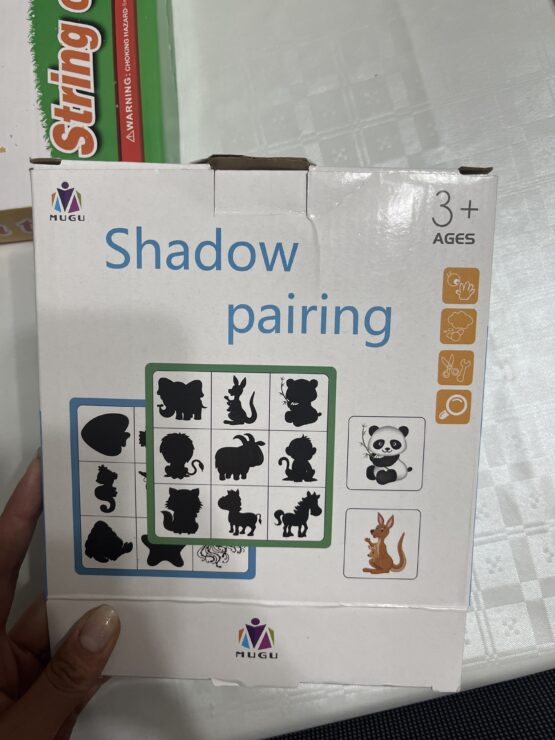 String
⚠WARNING: CHOKING HAZARD
MUGU
3+
AGES
Shadow
pairing
MUGU